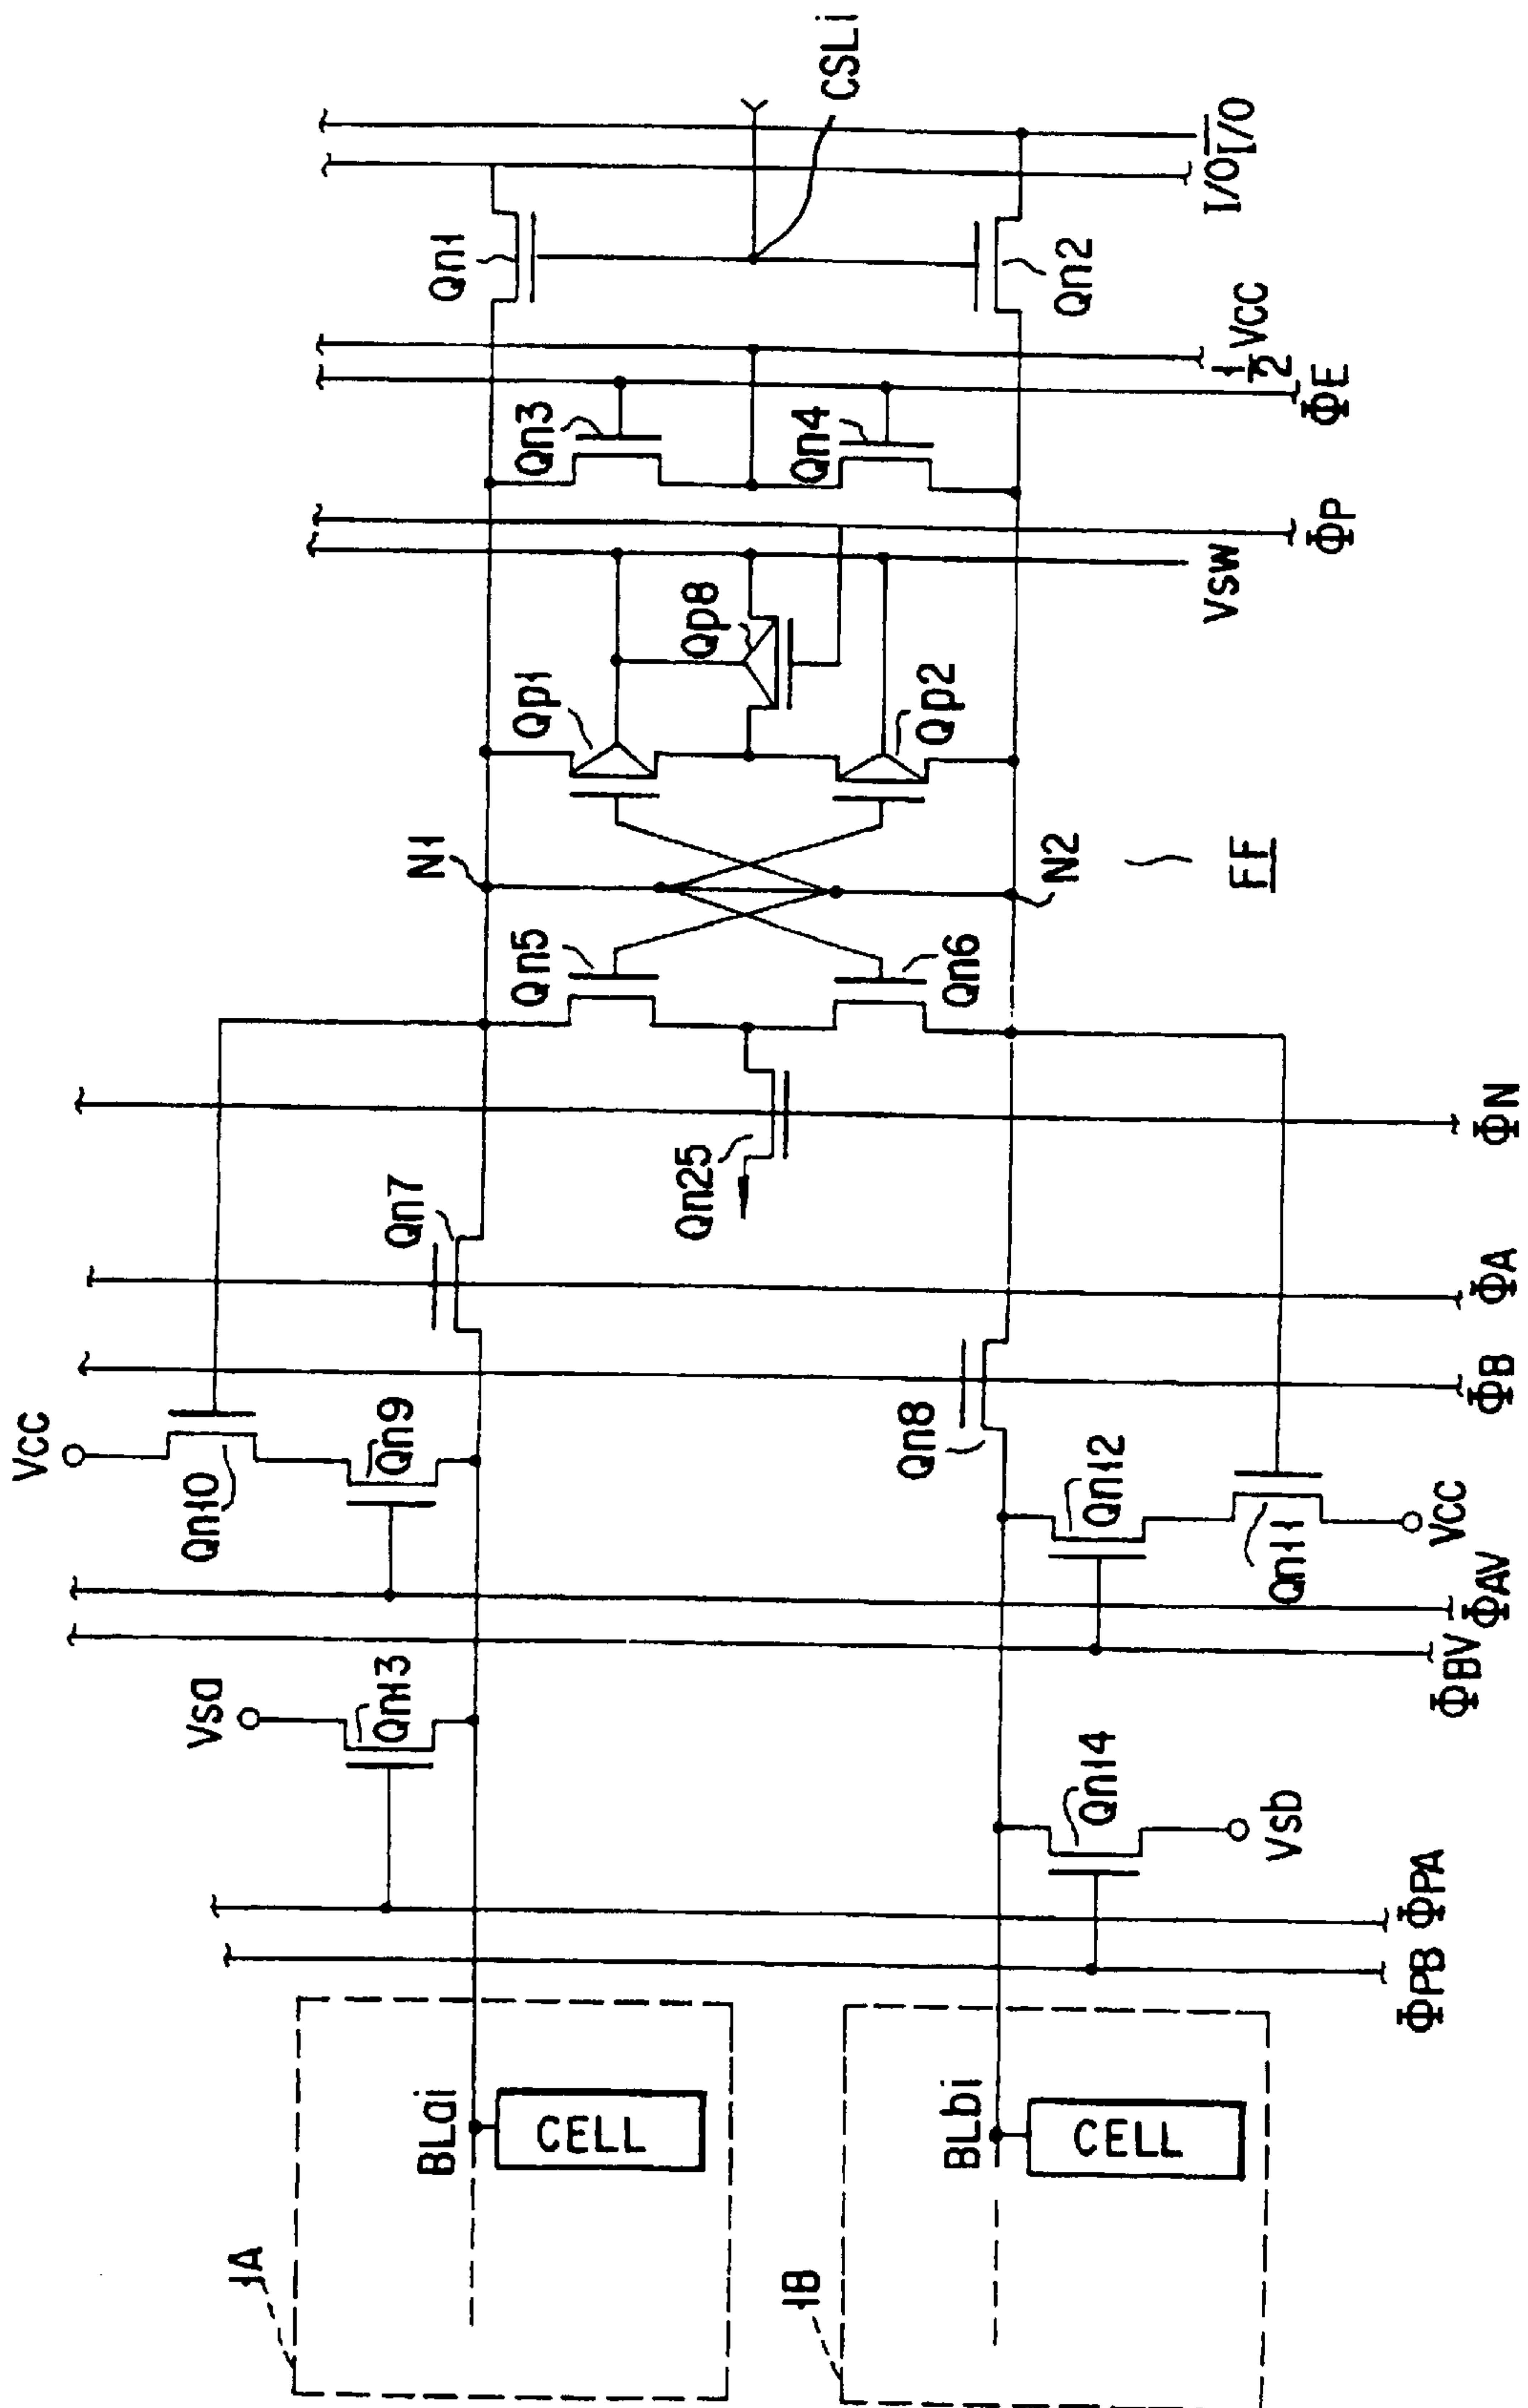 1A
BLai
CELL
1B
BLbi
CELL
ΦPB
ΦPA
Vsa
Qn13
Qn14
Vsb
ΦBV
ΦAV
Vcc
Qn10
Qn9
Qn12
Qn11
Vcc
Qn8
ΦB
Qn7
ΦA
Qn25
ΦN
Qn5
Qn6
N1
N2
FF
Qp1
Qp8
Qp2
Vsw
ΦP
Qn3
Qn4
ΦE
1/2 Vcc
Qn1
Qn2
CSLi
I/O
I̅/O